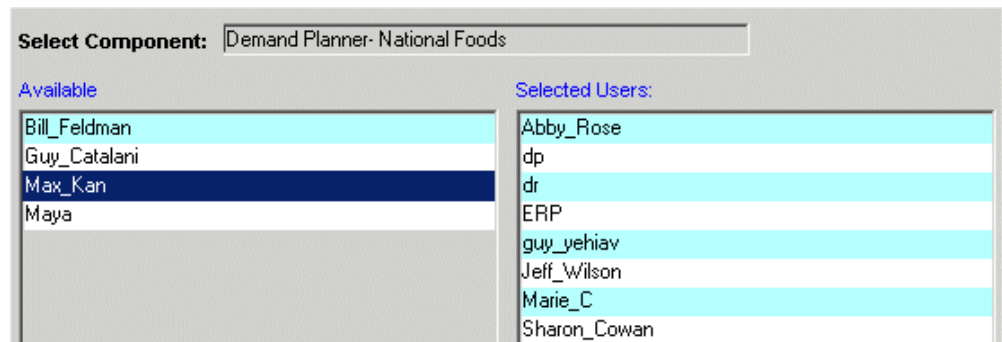 Select Component: Demand Planner- National Foods
Available
Bill_Feldman
Guy_Catalani
Max_Kan
Maya
Selected Users:
Abby_Rose
dp
dr
ERP
guy_yehiav
Jeff_Wilson
Marie_C
Sharon_Cowan